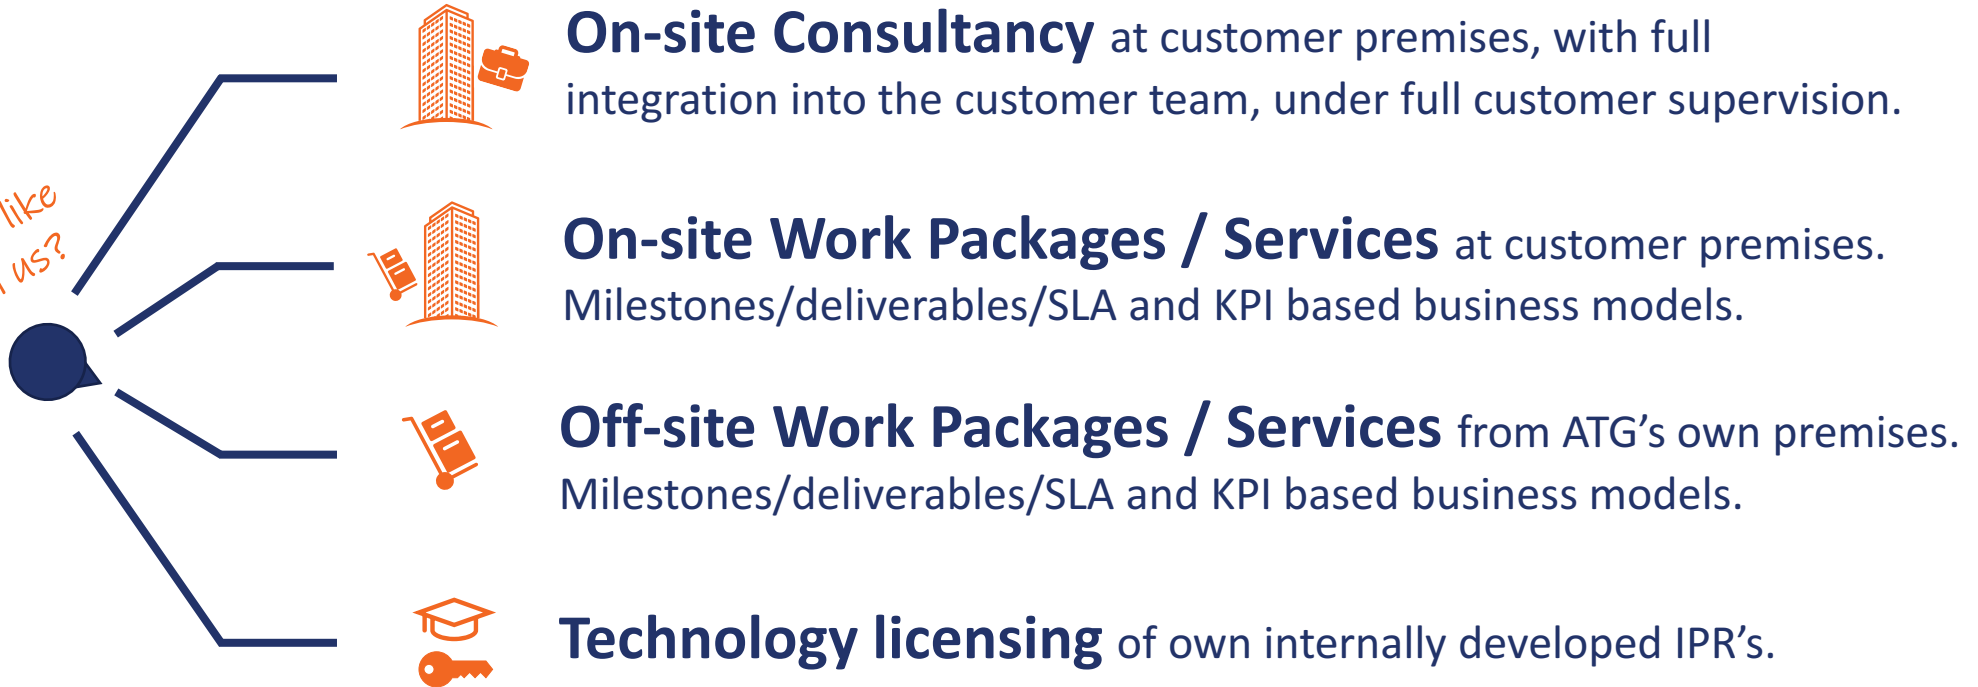 like
us?
On-site Consultancy at customer premises, with full
integration into the customer team, under full customer supervision.
On-site Work Packages / Services at customer premises.
Milestones/deliverables/SLA and KPI based business models.
Off-site Work Packages / Services from ATG’s own premises.
Milestones/deliverables/SLA and KPI based business models.
Technology licensing of own internally developed IPR’s.